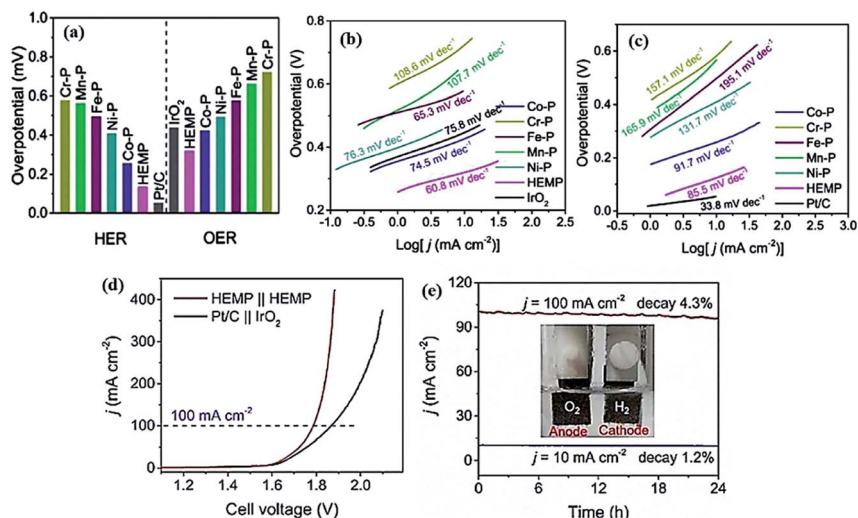 (a)
Overpotential (mV)
1.0
0.8
0.6
0.4
0.2
0.0
Cr-P
Mn-P
Fe-P
Ni-P
Co-P
HEMP
Pt/C
IrO₂
HEMP
Co-P
Ni-P
Fe-P
Mn-P
Cr-P
HER
OER
(b)
Overpotential (V)
0.8
0.6
0.4
0.2
108.6 mV dec⁻¹
107.7 mV dec⁻¹
65.3 mV dec⁻¹
76.3 mV dec⁻¹
75.8 mV dec⁻¹
74.5 mV dec⁻¹
60.8 mV dec⁻¹
Co-P
Cr-P
Fe-P
Mn-P
Ni-P
HEMP
IrO₂
-1.0 -0.5 0.0 0.5 1.0 1.5 2.0 2.5
Log[ j (mA cm⁻²)]
(c)
Overpotential (V)
0.6
0.4
0.2
0.0
157.1 mV dec⁻¹
195.1 mV dec⁻¹
165.9 mV dec⁻¹
131.7 mV dec⁻¹
91.7 mV dec⁻¹
85.5 mV dec⁻¹
33.8 mV dec⁻¹
Co-P
Cr-P
Fe-P
Mn-P
Ni-P
HEMP
Pt/C
-0.5 0.0 0.5 1.0 1.5 2.0 2.5 3.0
Log[ j (mA cm⁻²)]
(d)
j (mA cm⁻²)
400
300
200
100
0
HEMP || HEMP
Pt/C || IrO₂
100 mA cm⁻²
1.2 1.4 1.6 1.8 2.0
Cell voltage
(V)
(e)
j (mA cm⁻²)
120
90
60
30
0
j = 100 mA cm⁻² decay 4.3%
O₂ H₂
Anode Cathode
j = 10 mA cm⁻² decay 1.2%
0 6 12 18 24
Time (h)